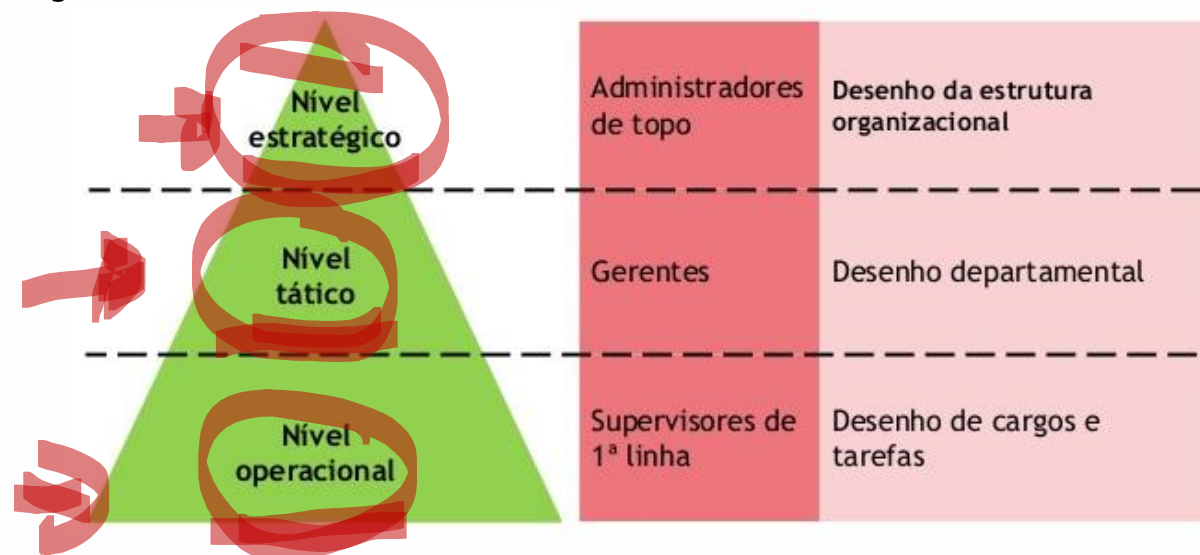 Nível
estratégico
Administradores
de topo
Desenho da estrutura
organizacional
Nível
tático
Gerentes
Desenho departamental
Nível
operacional
Supervisores de
1ª linha
Desenho de cargos e
tarefas